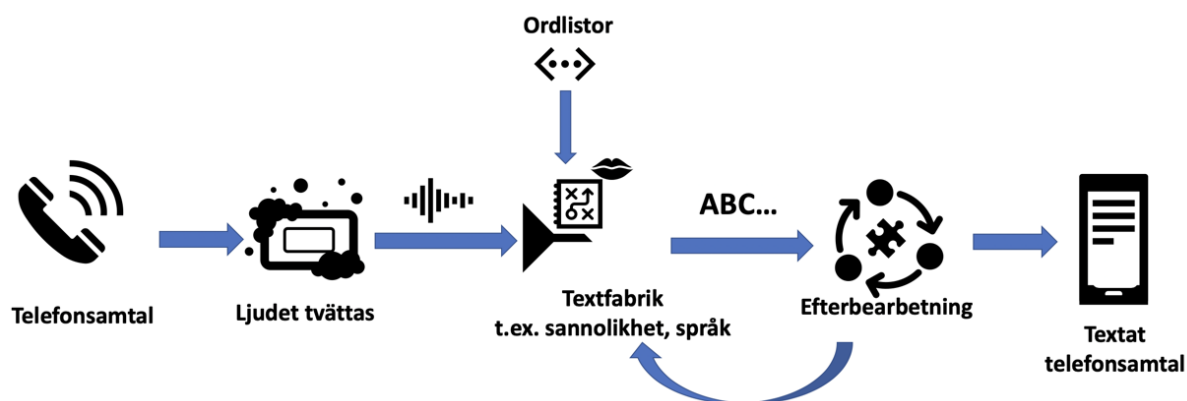 Ordlistor
ABC...
Telefonsamtal
Ljudet tvättas
Textfabrik
t.ex. sannolikhet, språk
Efterbearbetning
Textat
telefonsamtal